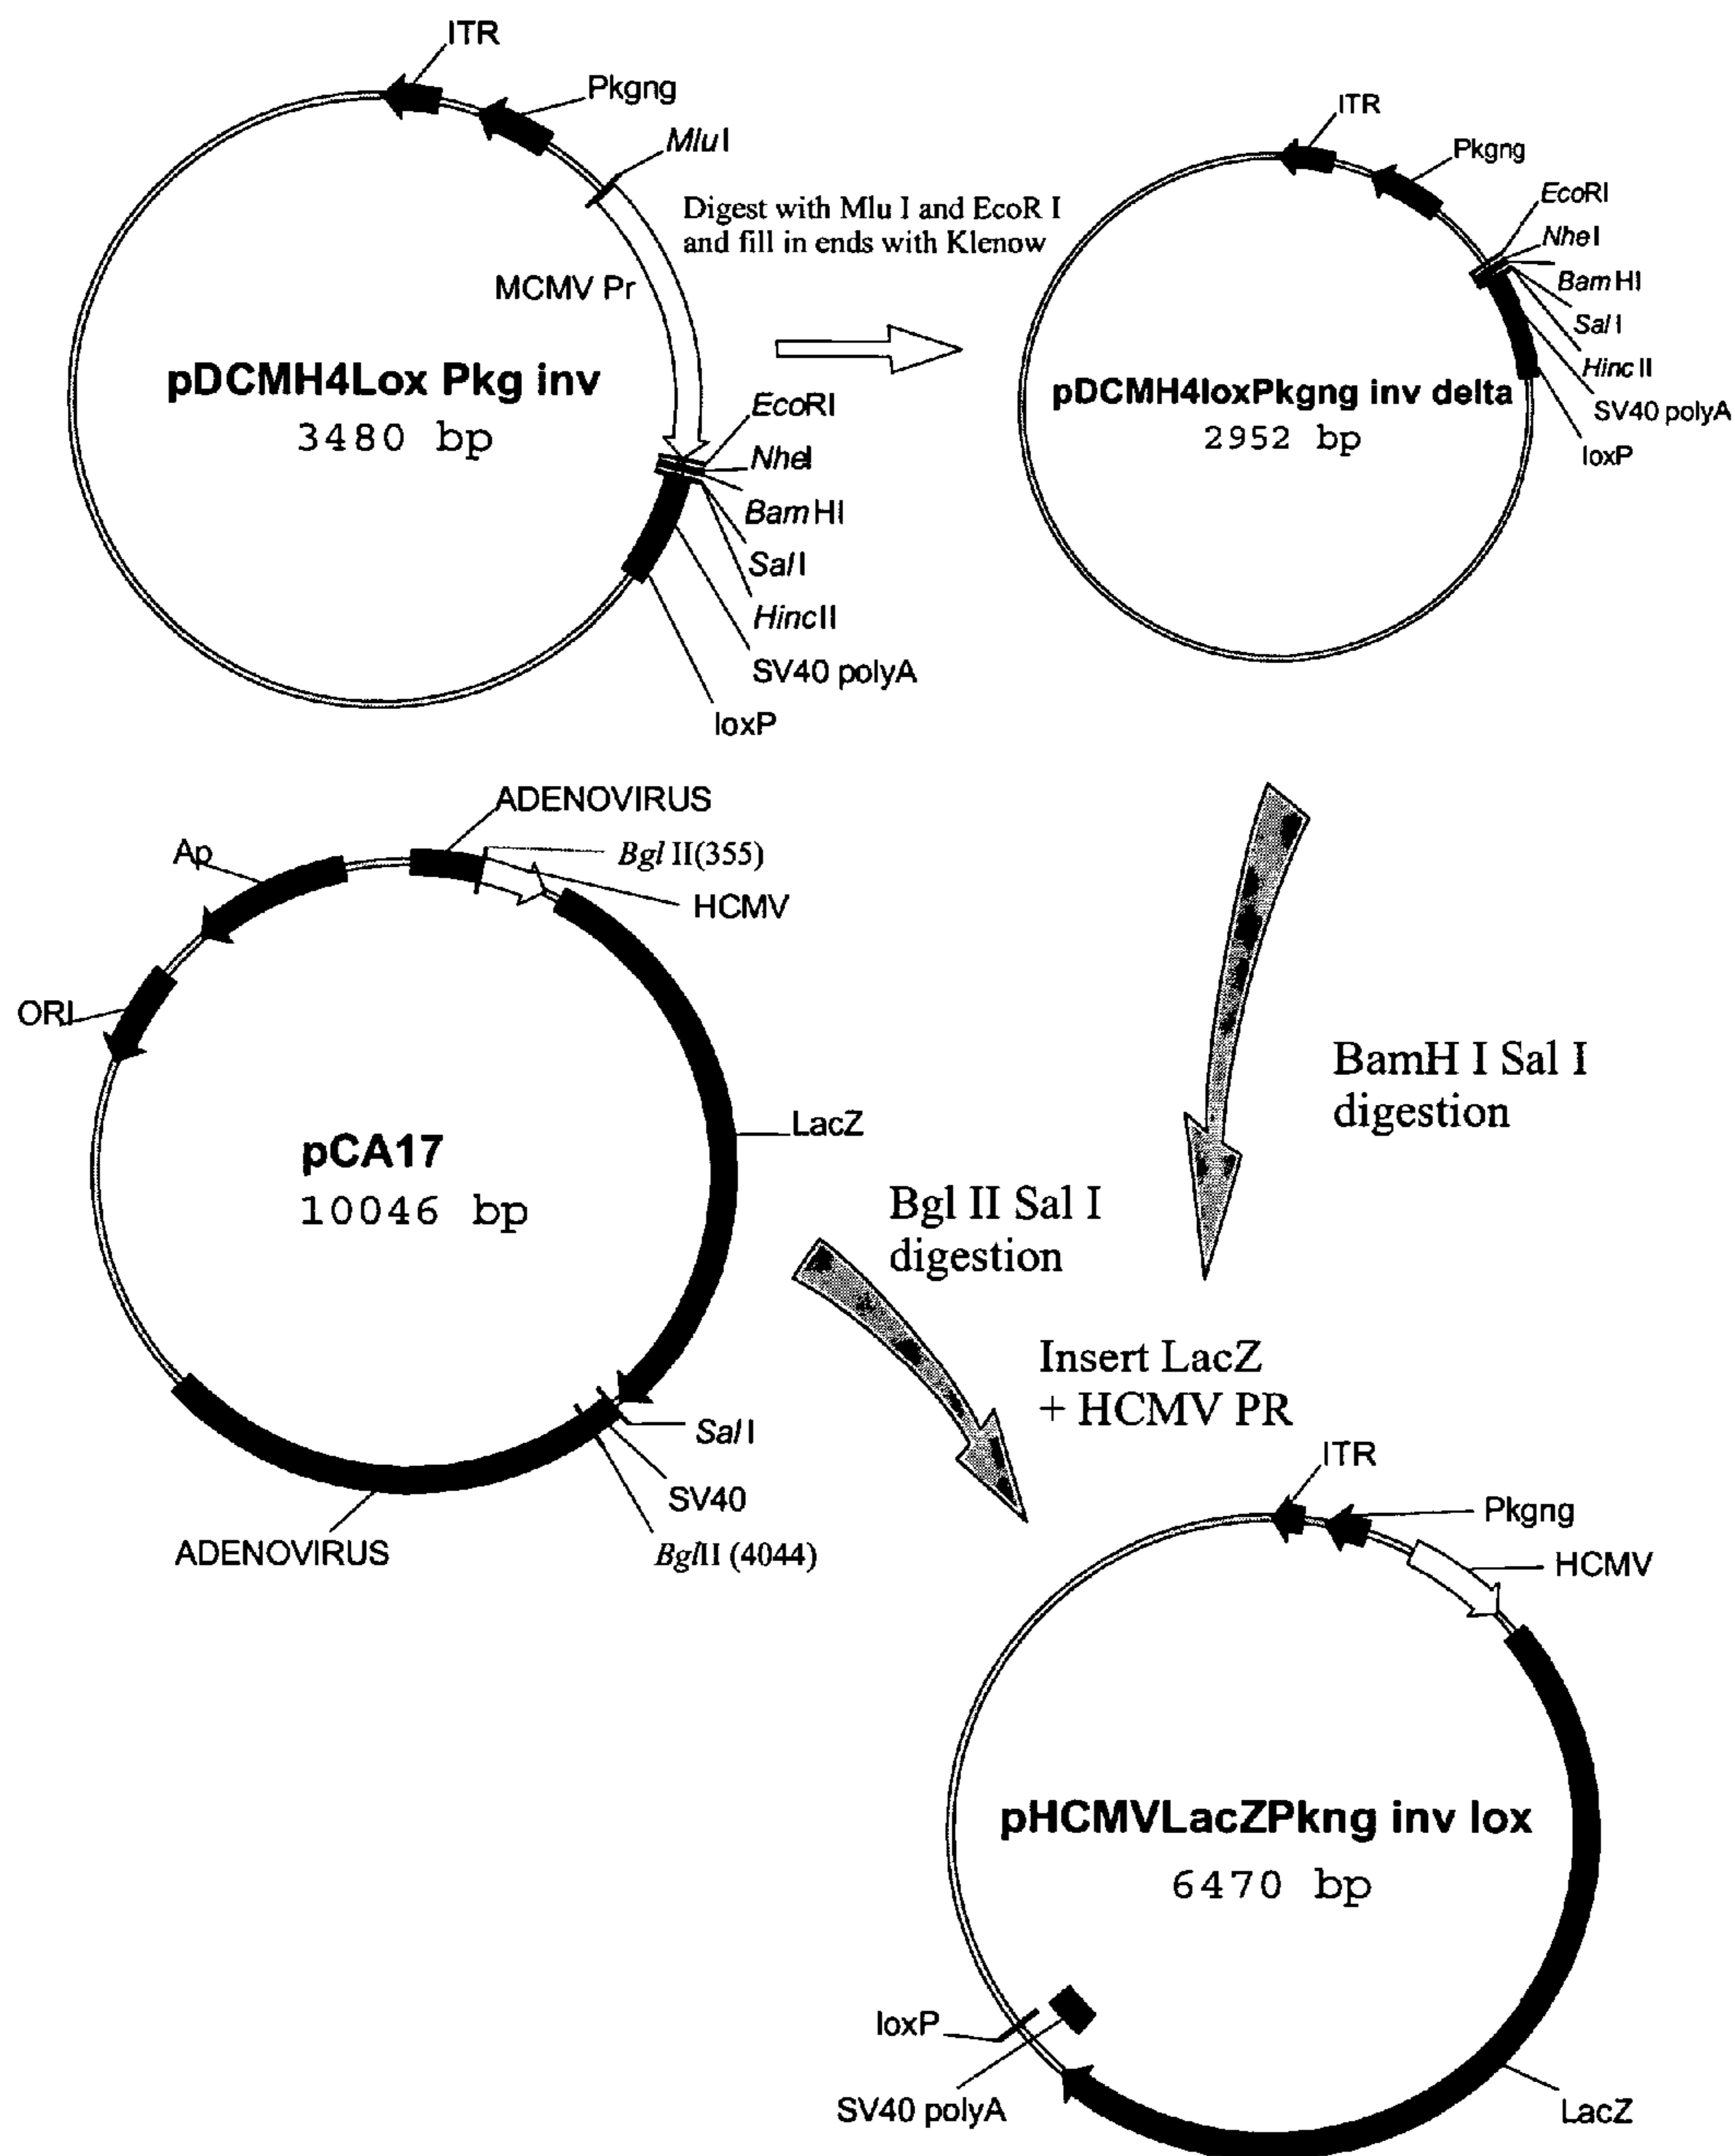 ITR
Pkgng
MluI
MCMV Pr
pDCMH4Lox Pkg inv
3480 bp
EcoRI
NheI
BamHI
SalI
HincII
SV40 polyA
loxP
Digest with Mlu I and EcoR I
and fill in ends with Klenow
ITR
Pkgng
EcoRI
NheI
BamHI
SalI
HincII
SV40 polyA
loxP
pDCMH4loxPkgng inv delta
2952 bp
ADENOVIRUS
Bgl II(355)
HCMV
Ap
ORI
LacZ
pCA17
10046 bp
SalI
SV40
BglII (4044)
ADENOVIRUS
BamH I Sal I
digestion
Bgl II Sal I
digestion
Insert LacZ
+ HCMV PR
ITR
Pkgng
HCMV
pHCMVLacZPkng inv lox
6470 bp
loxP
SV40 polyA
LacZ